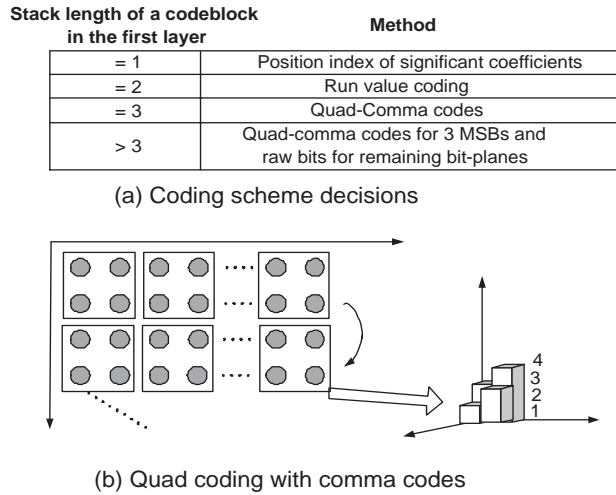 Stack length of a codeblock
in the first layer
Method
= 1
Position index of significant coefficients
= 2
Run value coding
= 3
Quad-Comma codes
> 3
Quad-comma codes for 3 MSBs and
raw bits for remaining bit-planes
(a) Coding scheme decisions
4
3
2
1
(b) Quad coding with comma codes